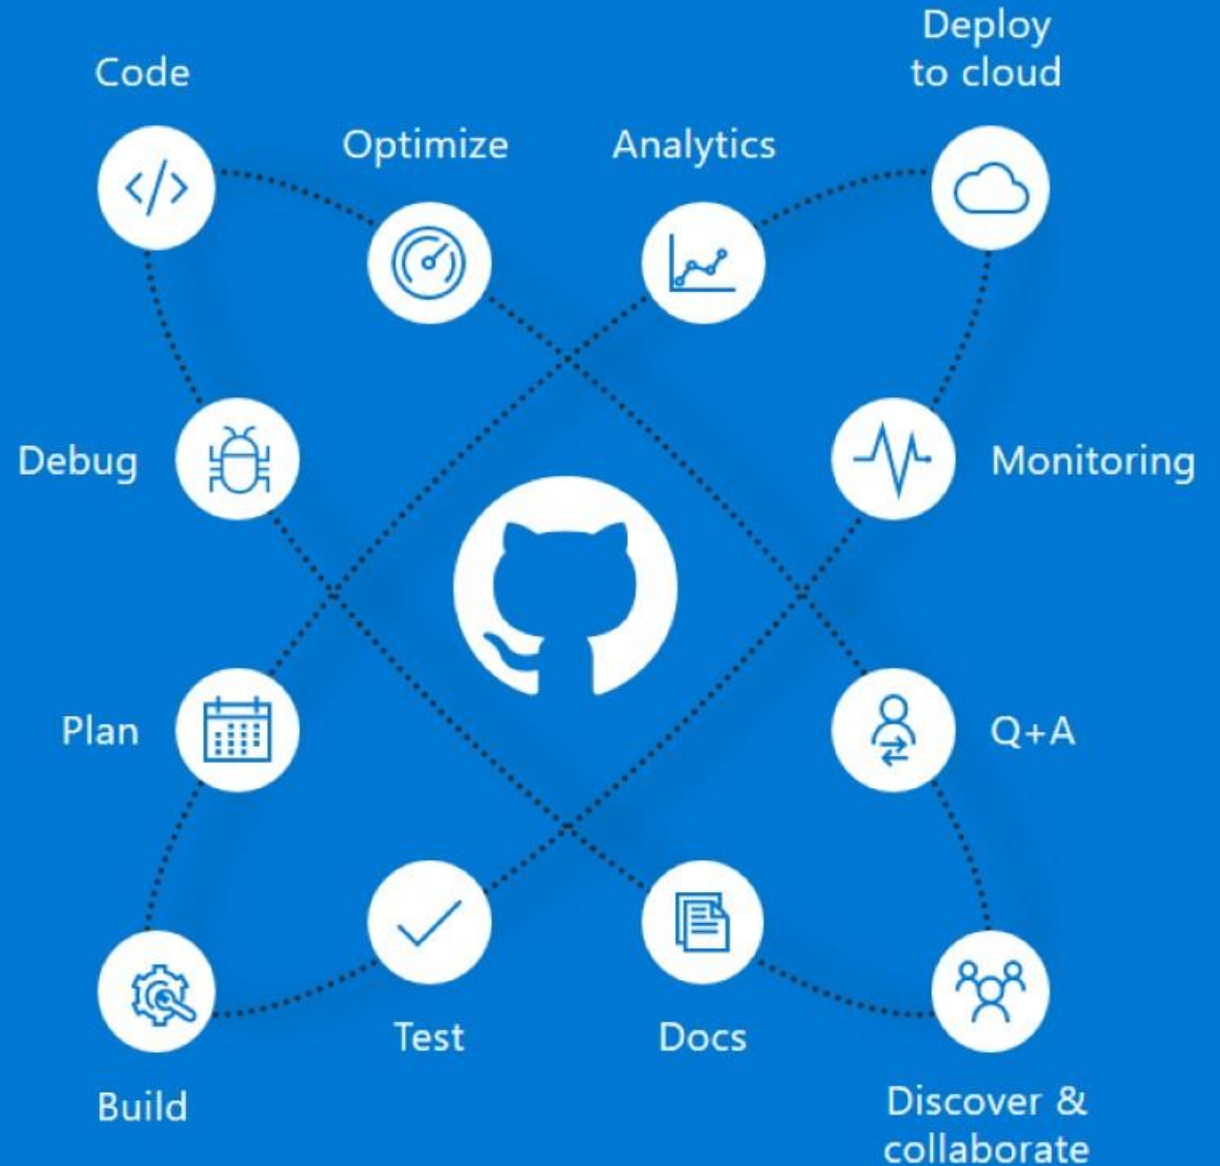 Deploy
to cloud
Code
Optimize
Analytics
Debug
Monitoring
Plan
Q+A
Test
Docs
Build
Discover &
collaborate